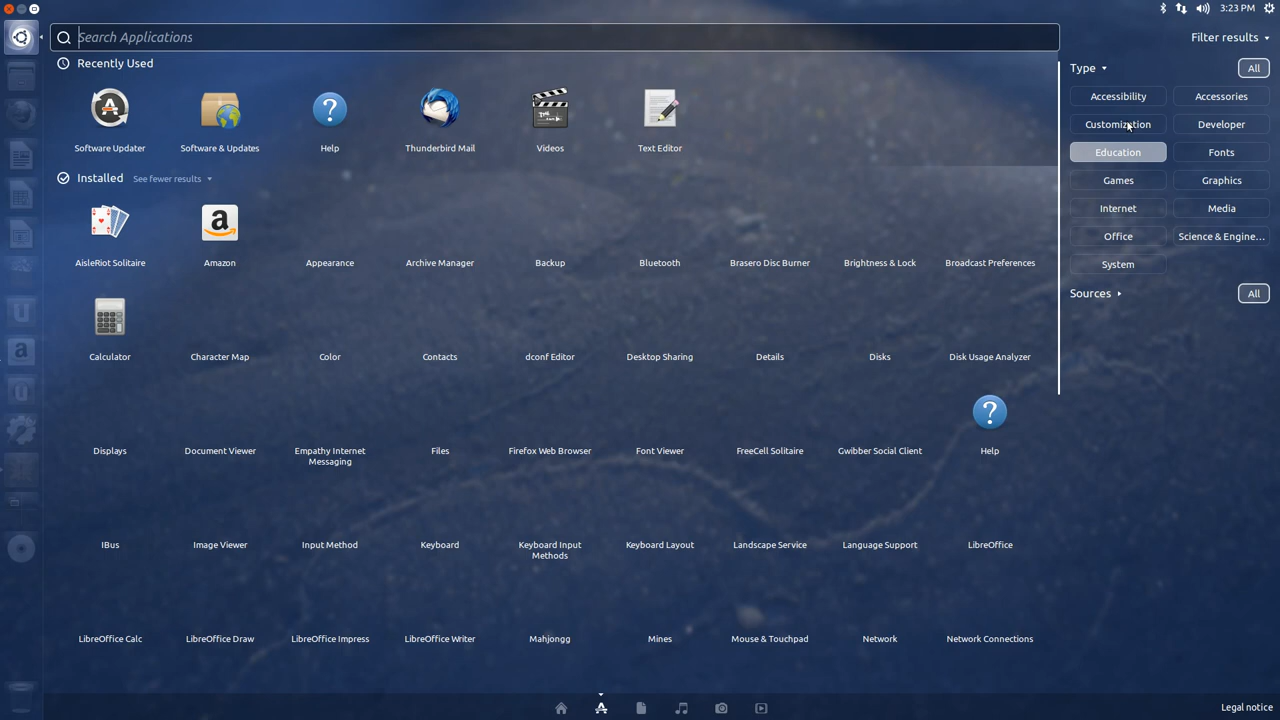 3:23 PM
Search Applications
Filter results
Recently Used
Software Updater
Software & Updates
Help
Thunderbird Mail
Videos
Text Editor
Type
All
Accessibility
Accessories
Customization
Developer
Education
Fonts
Games
Graphics
Internet
Media
Office
Science & Engine...
System
Sources
All
Installed
See fewer results
AisleRiot Solitaire
Amazon
Appearance
Archive Manager
Backup
Bluetooth
Brasero Disc Burner
Brightness & Lock
Broadcast Preferences
Calculator
Character Map
Color
Contacts
dconf Editor
Desktop Sharing
Details
Disks
Disk Usage Analyzer
Displays
Document Viewer
Empathy Internet
Messaging
Files
Firefox Web Browser
Font Viewer
FreeCell Solitaire
Gwibber Social Client
Help
IBus
Image Viewer
Input Method
Keyboard
Keyboard Input
Methods
Keyboard Layout
Landscape Service
Language Support
LibreOffice
LibreOffice Calc
LibreOffice Draw
LibreOffice Impress
LibreOffice Writer
Mahjongg
Mines
Mouse & Touchpad
Network
Network Connections
Legal notice